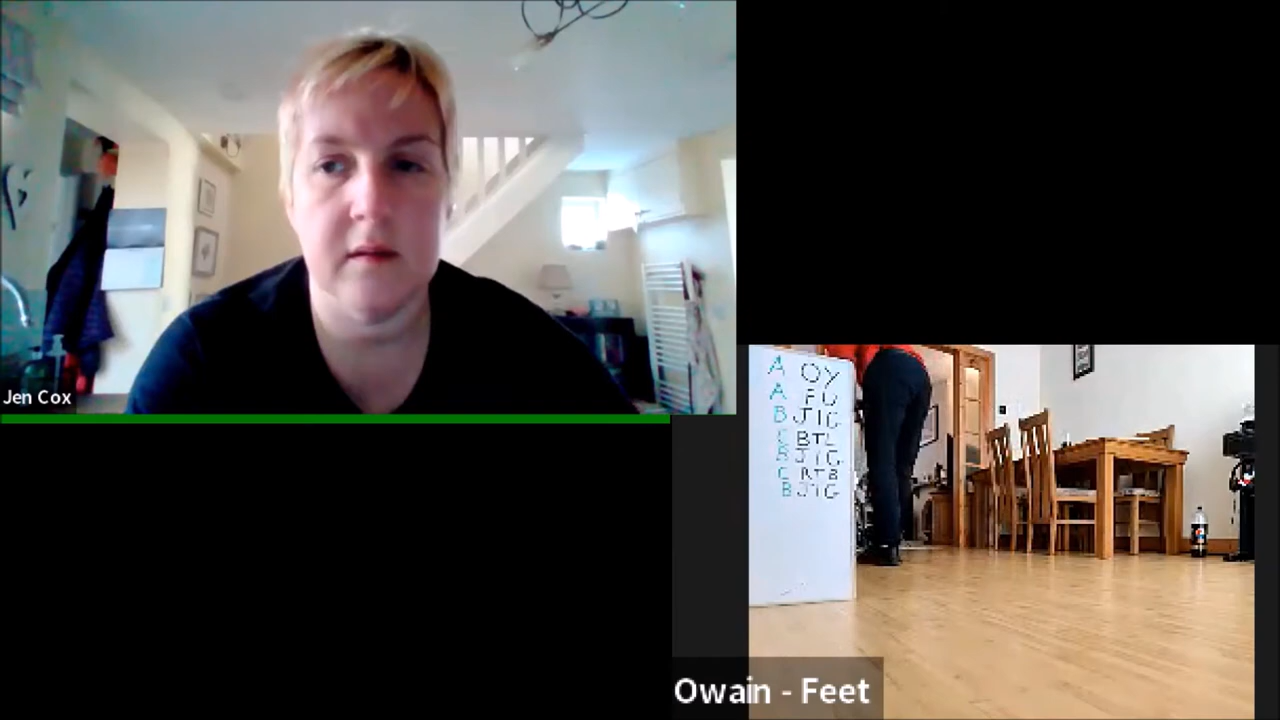 Jen Cox
A OY
A FU
B JIG
C BTL
B JIG
C RTB
B JIG
Owain - Feet